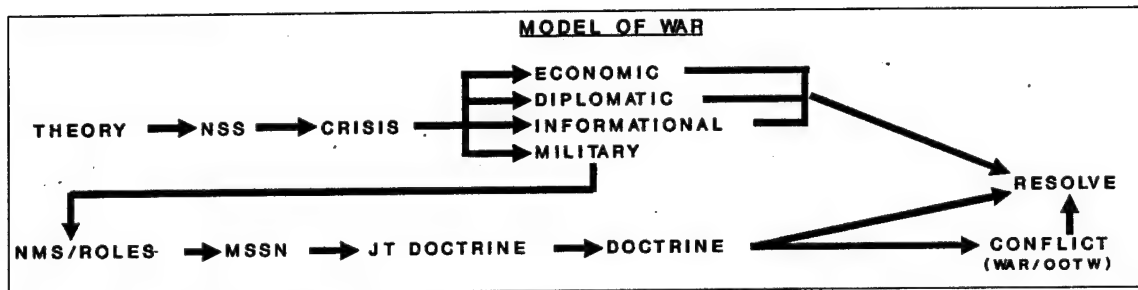 MODEL OF WAR
ECONOMIC
DIPLOMATIC
THEORY NSS CRISIS INFORMATIONAL
MILITARY
RESOLVE
NMS/ROLES MSSN JT DOCTRINE DOCTRINE CONFLICT
(WAR/OOTW)